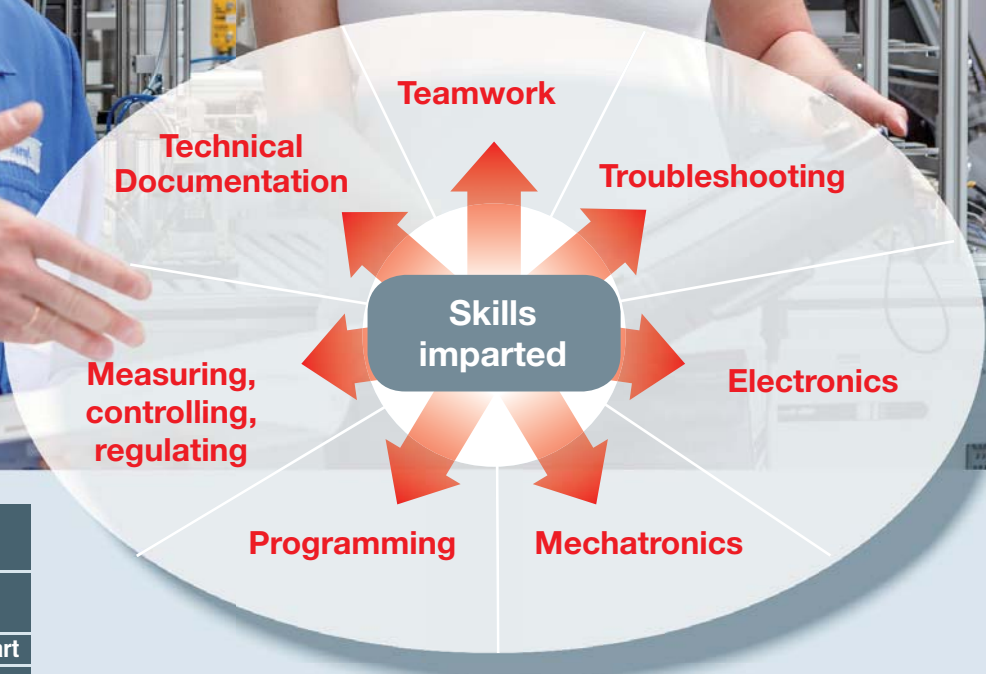 Teamwork
Technical
Documentation
Troubleshooting
Skills
imparted
Measuring,
controlling,
regulating
Electronics
Programming
Mechatronics